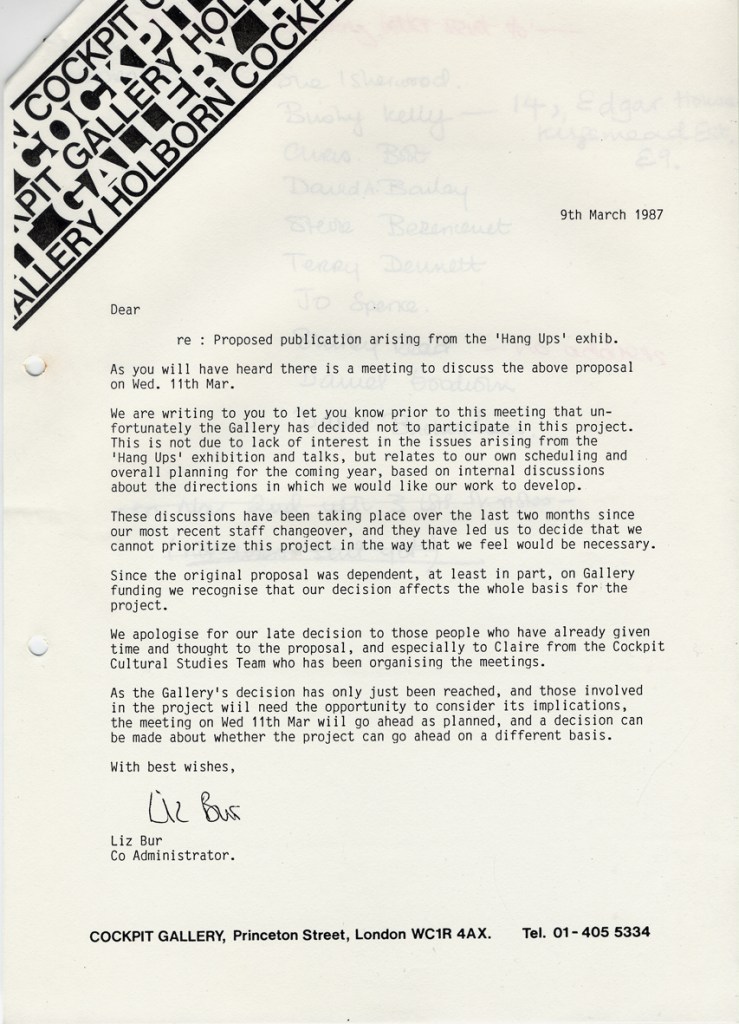 N COCKPIT G
COCKPIT
PIT GALLERY HOL
GALLERY
ALLERY HOLBORN COCKP
9th March 1987
Dear
re : Proposed publication arising from the 'Hang Ups' exhib.
As you will have heard there is a meeting to discuss the above proposal
on Wed. 11th Mar.
We are writing to you to let you know prior to this meeting that un-
fortunately the Gallery has decided not to participate in this project.
This is not due to lack of interest in the issues arising from the
'Hang Ups' exhibition and talks, but relates to our own scheduling and
overall planning for the coming year, based on internal discussions
about the directions in which we would like our work to develop.
These discussions have been taking place over the last two months since
our most recent staff changeover, and they have led us to decide that we
cannot prioritize this project in the way that we feel would be necessary.
Since the original proposal was dependent, at least in part, on Gallery
funding we recognise that our decision affects the whole basis for the
project.
We apologise for our late decision to those people who have already given
time and thought to the proposal, and especially to Claire from the Cockpit
Cultural Studies Team who has been organising the meetings.
As the Gallery's decision has only just been reached, and those involved
in the project wiil need the opportunity to consider its implications,
the meeting on Wed 11th Mar wiil go ahead as planned, and a decision can
be made about whether the project can go ahead on a different basis.
With best wishes,
Liz Bur
Liz Bur
Co Administrator.
COCKPIT GALLERY, Princeton Street, London WC1R 4AX. Tel. 01-405 5334